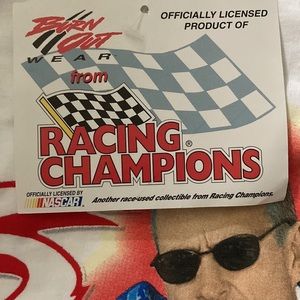 BURN OUT
WEAR
from
OFFICIALLY LICENSED
PRODUCT OF
RACING
CHAMPIONS®
OFFICIALLY LICENSED BY
NASCAR
Another race-used collectible from Racing Champions.